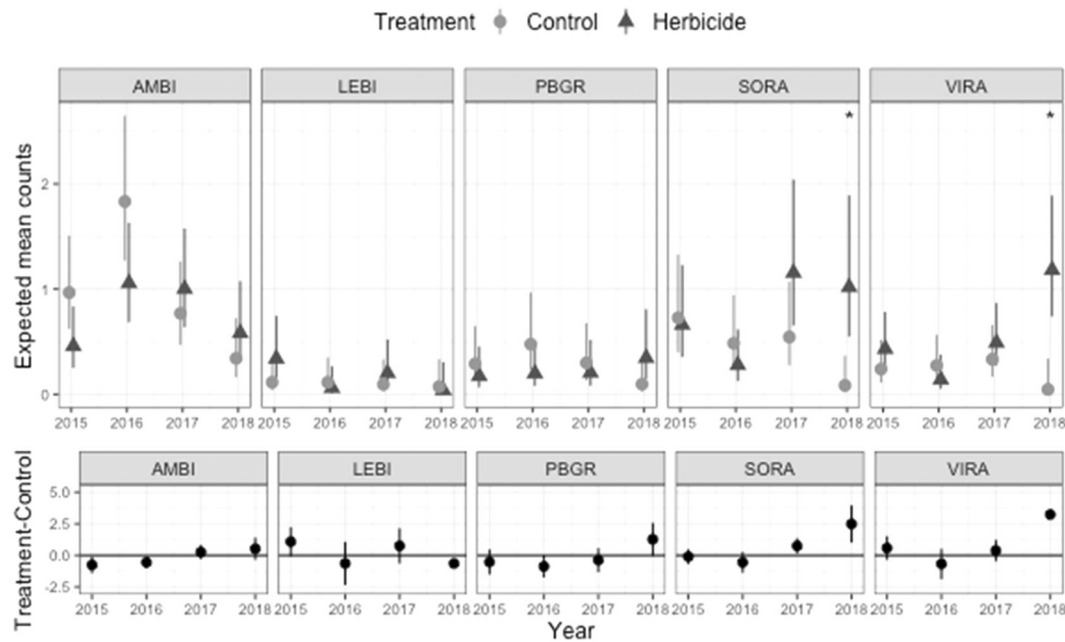 Treatment Control Herbicide
AMBI LEBI PBGR SORA VIRA
* *
Expected mean counts
2
1
0
2015 2016 2017 2018 2015 2016 2017 2018 2015 2016 2017 2018 2015 2016 2017 2018 2015 2016 2017 2018
AMBI LEBI PBGR SORA VIRA
Treatment-Control
5.0
2.5
0.0
-2.5
2015 2016 2017 2018 2015 2016 2017 2018 2015 2016 2017 2018 2015 2016 2017 2018 2015 2016 2017 2018
Year